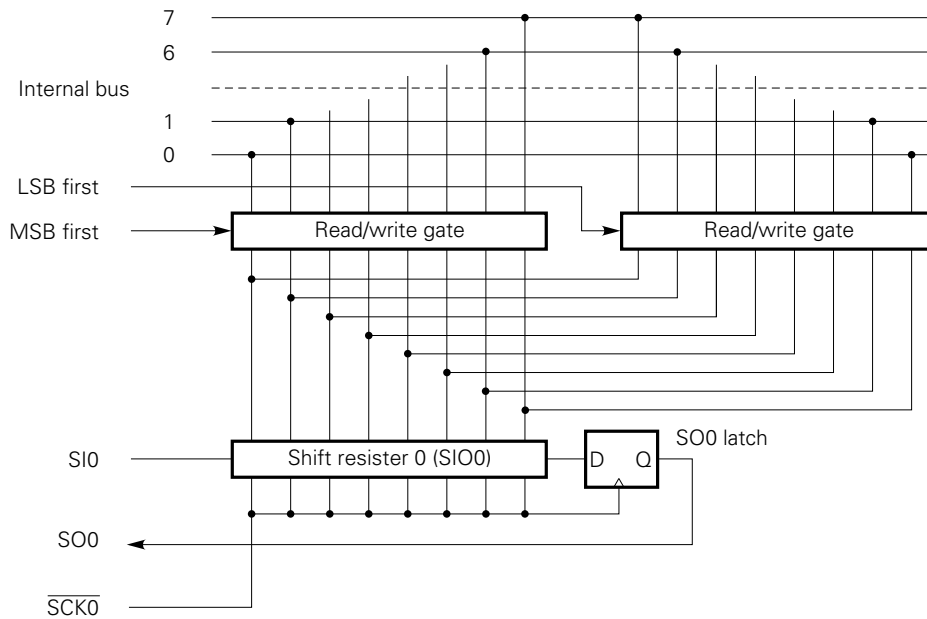 7
6
Internal bus
1
0
LSB first
MSB first
Read/write gate
Read/write gate
SO0 latch
SI0
Shift resister 0 (SIO0)
D
Q
SO0
SCK0